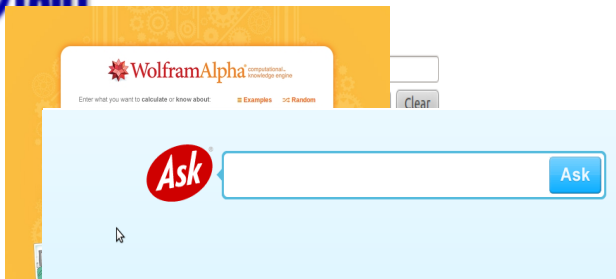 WolframAlpha computational... knowledge engine
Enter what you want to calculate or know about: Examples Random
Clear
Ask
Ask